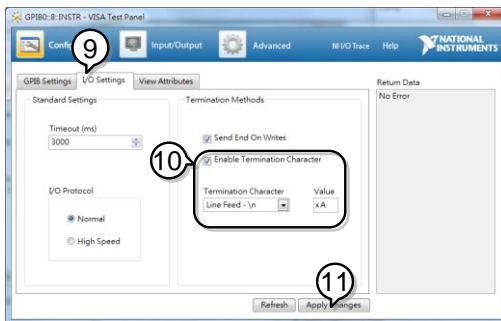 GPIB0::8::INSTR - VISA Test Panel
Input/Output
Advanced
NI I/O Trace
Help
NATIONAL
INSTRUMENTS
9
GPIB Settings
I/O Settings
View Attributes
Return Data
No Error
Standard Settings
Timeout (ms)
3000
I/O Protocol
Normal
High Speed
Termination Methods
Send End On Writes
10
Enable Termination Character
Termination Character
Value
Line Feed - \n
xA
11
Refresh
Apply Changes